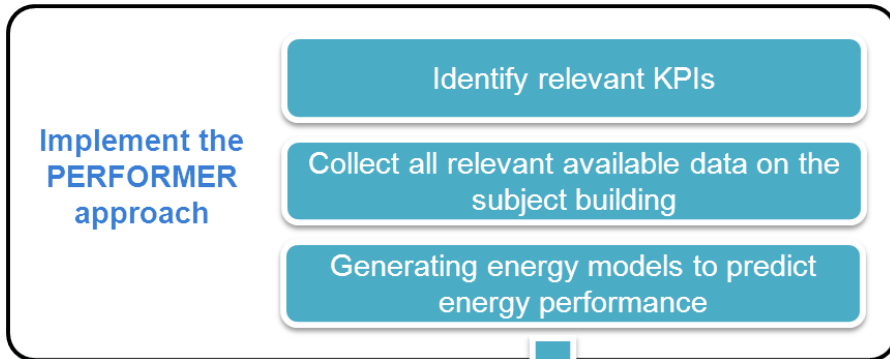 Implement the
PERFORMER
approach
Identify relevant KPIs
Collect all relevant available data on the
subject building
Generating energy models to predict
energy performance